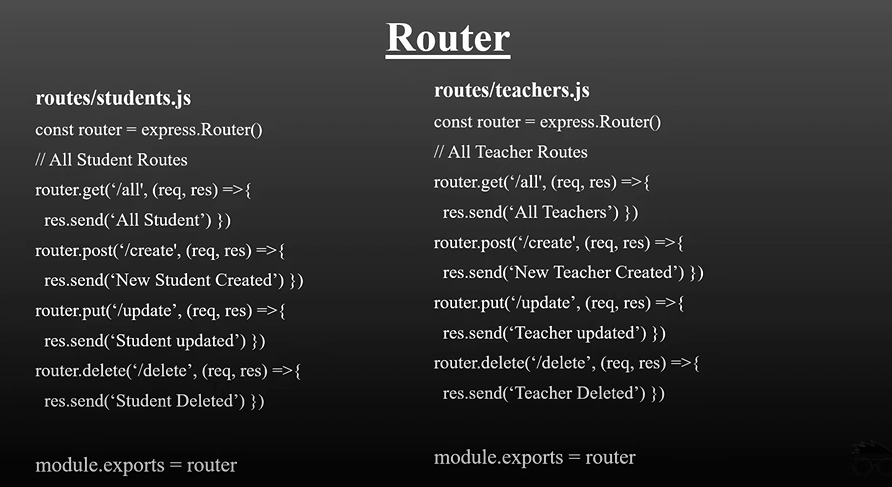 Router
routes/students.js
const router = express.Router()
// All Student Routes
router.get(‘/all', (req, res) =>{
res.send(‘All Student’) })
router.post(‘/create', (req, res) =>{
res.send(‘New Student Created’) })
router.put(‘/update’, (req, res) =>{
res.send(‘Student updated’) })
router.delete(‘/delete’, (req, res) =>{
res.send(‘Student Deleted’) })
module.exports = router
routes/teachers.js
const router = express.Router()
// All Teacher Routes
router.get(‘/all', (req, res) =>{
res.send(‘All Teachers’) })
router.post(‘/create', (req, res) =>{
res.send(‘New Teacher Created’) })
router.put(‘/update’, (req, res) =>{
res.send(‘Teacher updated’) })
router.delete(‘/delete’, (req, res) =>{
res.send(‘Teacher Deleted’) })
module.exports = router